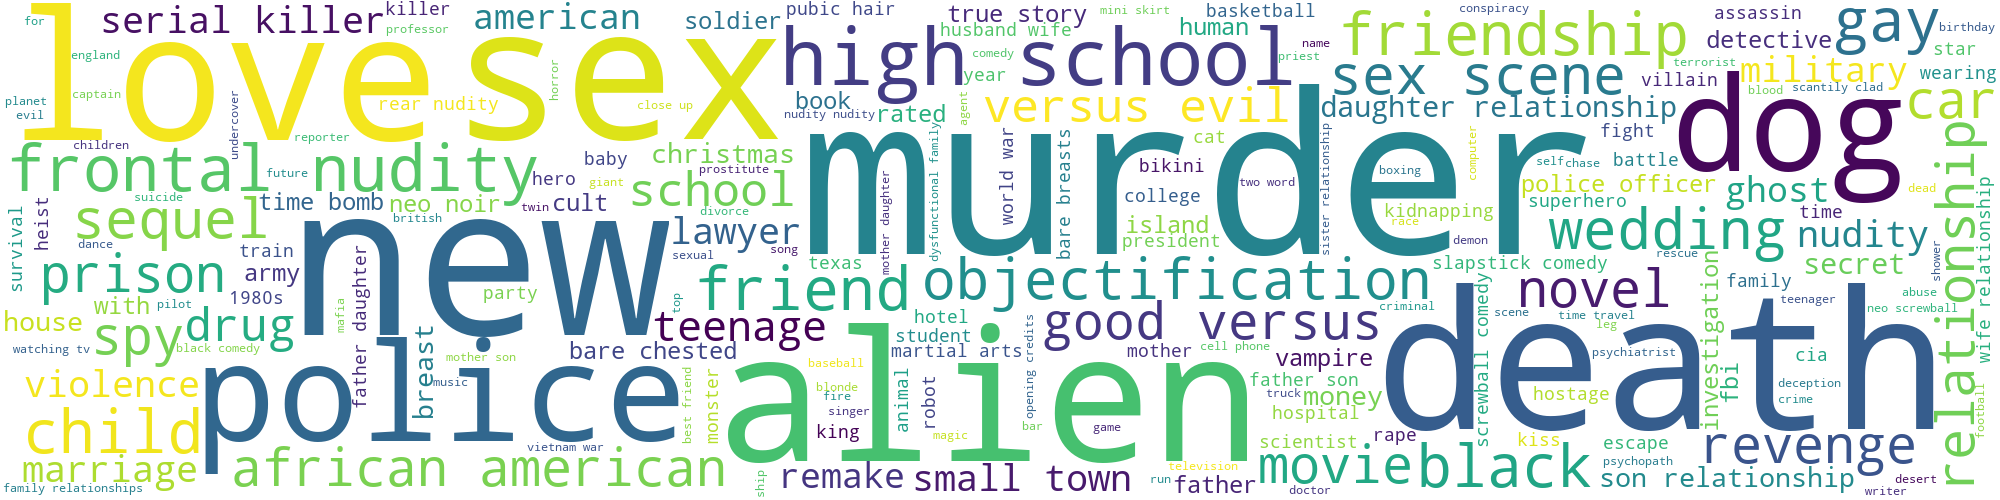 for
serial killer
killer
professor
american
soldier
pubic hair
true story
mini skirt
basketball
conspiracy
assassin
gay
birthday
england
love
sex
high school
husband wife
human
comedy
name
priest
friendship
detective
star
planet
evil
captain
undercover
rear nudity
horror
close up
reporter
book
year
nudity nudity
rated
agent
versus evil
sex scene
terrorist
villain
military
blood
scantily clad
wearing
car
children
frontal nudity
future
suicide
baby
hero
giant
christmas
prostitute
school
dysfunctional family
world war
bare breasts
cat
bikini
college
two word
sister relationship
daughter relationship
boxing
computer
self
chase
fight
battle
dog
dead
murder
sequel
time bomb
neo noir
british
twin
cult
divorce
lawyer
sexual
song
mother daughter
island
president
kidnapping
race
demon
police officer
superhero
ghost
time
wedding
nudity
relationship
wife relationship
survival
heist
dance
prison
train
army
1980s
new
party
friend
top
texas
objectification
slapstick comedy
rescue
secret
shower
family
investigation
house
with
pilot
spy
drug
mafia
father daughter
teenage
hotel
student
opening credits
good versus
criminal
screwball comedy
novel
scene
time travel
leg
teenager
abuse
neo screwball
watching tv
black comedy
breast
mother son
music
bare chested
martial arts
mother
cell phone
vampire
death
psychiatrist
fbi
cia
violence
police
best friend
monster
baseball
blonde
fire
singer
king
alien
animal
robot
magic
bar
game
father son
truck
money
hospital
hostage
deception
crime
football
child
vietnam war
scientist
rape
kiss
escape
psychopath
revenge
marriage
african american
ship
remake
television
small town
run
father
doctor
movie
black
son relationship
desert
writer
family relationships